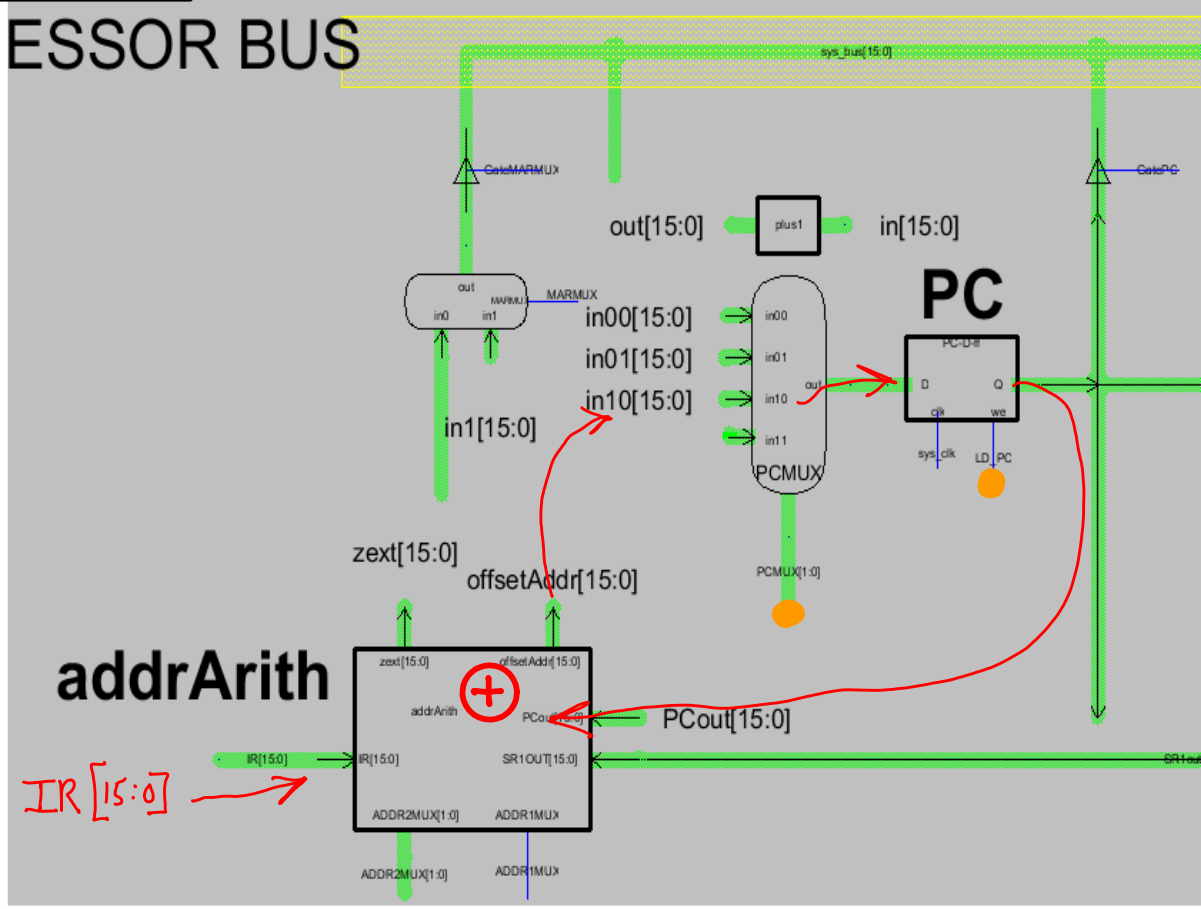 ESSOR BUS
sys_bus[15:0]
GateMARMUX
GatePC
out[15:0]
plus1
in[15:0]
PC
out
MARMUX
MARMUX
in0
in1
in00[15:0]
in00
PC-D-ff
in01[15:0]
in01
out
D
Q
in10[15:0]
in10
clk
we
in1[15:0]
in11
sys_clk
LD_PC
PCMUX
zext[15:0]
offsetAddr[15:0]
PCMUX[1:0]
addrArith
zext[15:0]
offsetAddr[15:0]
+
addrArith
PCout[15:0]
PCout[15:0]
IR[15:0]
IR[15:0]
SR1OUT[15:0]
IR[15:0]
ADDR2MUX[1:0]
ADDR1MUX
ADDR2MUX[1:0]
ADDR1MUX